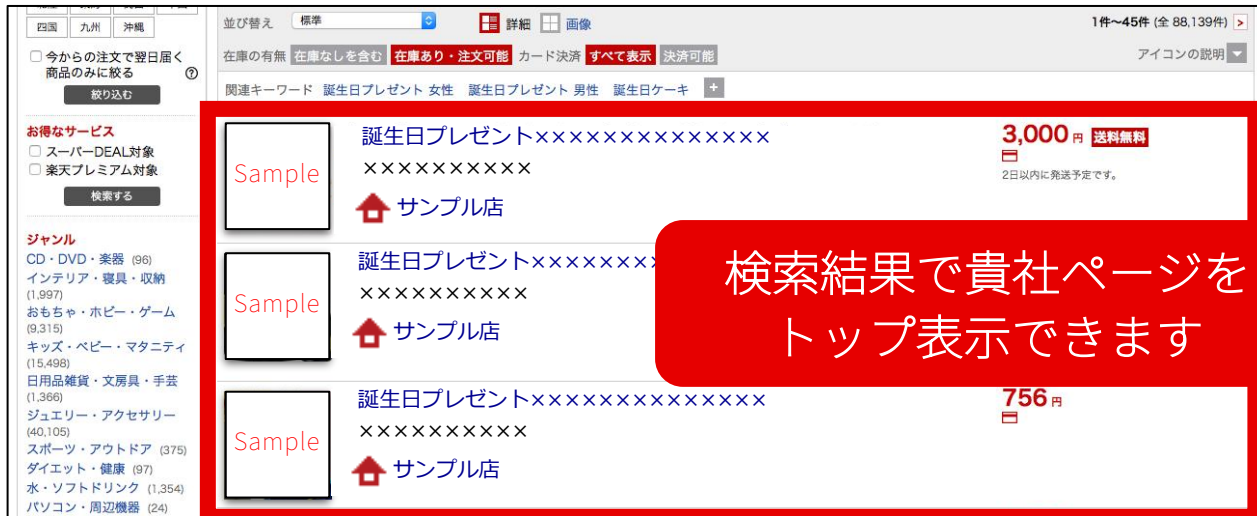 四国 九州 沖縄
今からの注文で翌日届く
商品のみに絞る ?
絞り込む
お得なサービス
スーパーDEAL対象
楽天プレミアム対象
検索する
ジャンル
CD・DVD・楽器 (96)
インテリア・寝具・収納
(1,997)
おもちゃ・ホビー・ゲーム
(9,315)
キッズ・ベビー・マタニティ
(15,498)
日用品雑貨・文房具・手芸
(1,366)
ジュエリー・アクセサリー
(40,105)
スポーツ・アウトドア (375)
ダイエット・健康 (97)
水・ソフトドリンク (1,354)
パソコン・周辺機器 (24)
並び替え 標準 詳細 画像 1件〜45件 (全 88,139件) >
在庫の有無 在庫なしを含む 在庫あり・注文可能 カード決済 すべて表示 決済可能 アイコンの説明
関連キーワード 誕生日プレゼント 女性 誕生日プレゼント 男性 誕生日ケーキ +
Sample
誕生日プレゼント××××××××××××××
××××××××××
サンプル店
3,000 円 送料無料
2日以内に発送予定です。
Sample
誕生日プレゼント×××××××××
××××××××××
サンプル店
検索結果で貴社ページを
トップ表示できます
Sample
誕生日プレゼント××××××××××××××
××××××××××
サンプル店
756 円